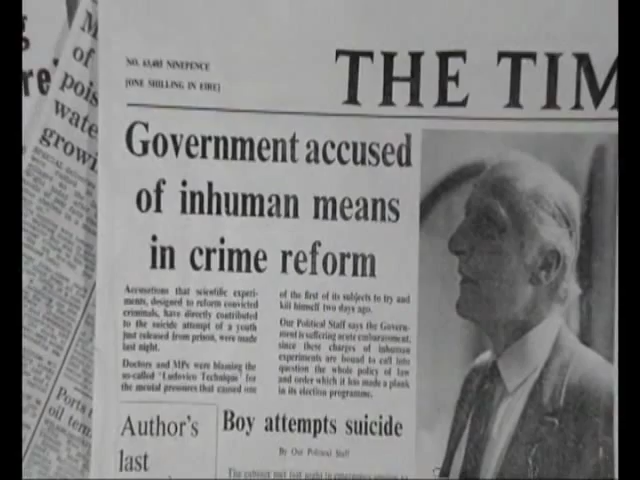 NO. 63,485 NINEPENCE
[ONE SHILLING IN EIRE]
THE TIM
Government accused
of inhuman means
in crime reform
Accusations that scientific experi-
ments, designed to reform convicted
criminals, have directly contributed
to the suicide attempt of a youth
just released from prison, were made
last night.
Doctors and MPs were blaming the
so-called 'Ludovico Technique' for
the mental pressures that caused one
of the first of its subjects to try and
kill himself two days ago.
Our Political Staff says the Govern-
ment is suffering acute embarrassment,
since these charges of inhuman
experiments are bound to call into
question the whole policy of law
and order which it has made a plank
in its election programme.
Author's
last
Boy attempts suicide
By Our Political Staff
of
pois
wate
growi
re'
Ports
oil term